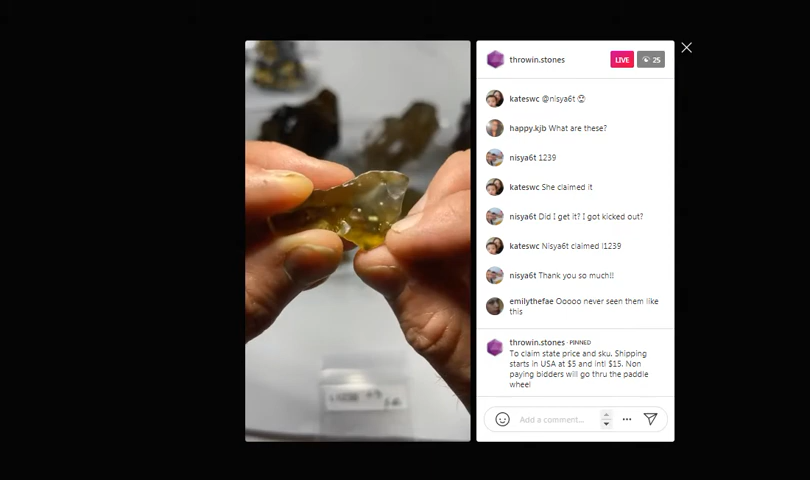 throwin.stones
LIVE
25
kateswc @nisya6t
happy.kjb What are these?
nisya6t 1239
kateswc She claimed it
nisya6t Did I get it? I got kicked out?
kateswc Nisya6t claimed l1239
nisya6t Thank you so much!!
emilythefae Ooooo never seen them like
this
throwin.stones · PINNED
To claim state price and sku. Shipping
starts in USA at $5 and intl $15. Non
paying bidders will go thru the paddle
wheel
Add a comment...